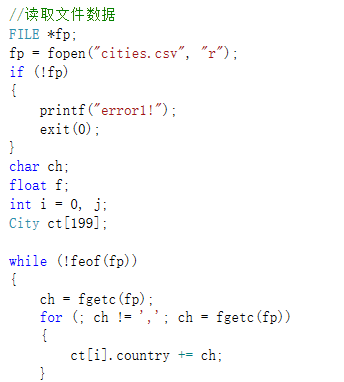 //读取文件数据
FILE *fp;
fp = fopen("cities.csv", "r");
if (!fp)
{
    printf("error1!");
    exit(0);
}
char ch;
float f;
int i = 0, j;
City ct[199];

while (!feof(fp))
{
    ch = fgetc(fp);
    for (; ch != ','; ch = fgetc(fp))
    {
        ct[i].country += ch;
    }